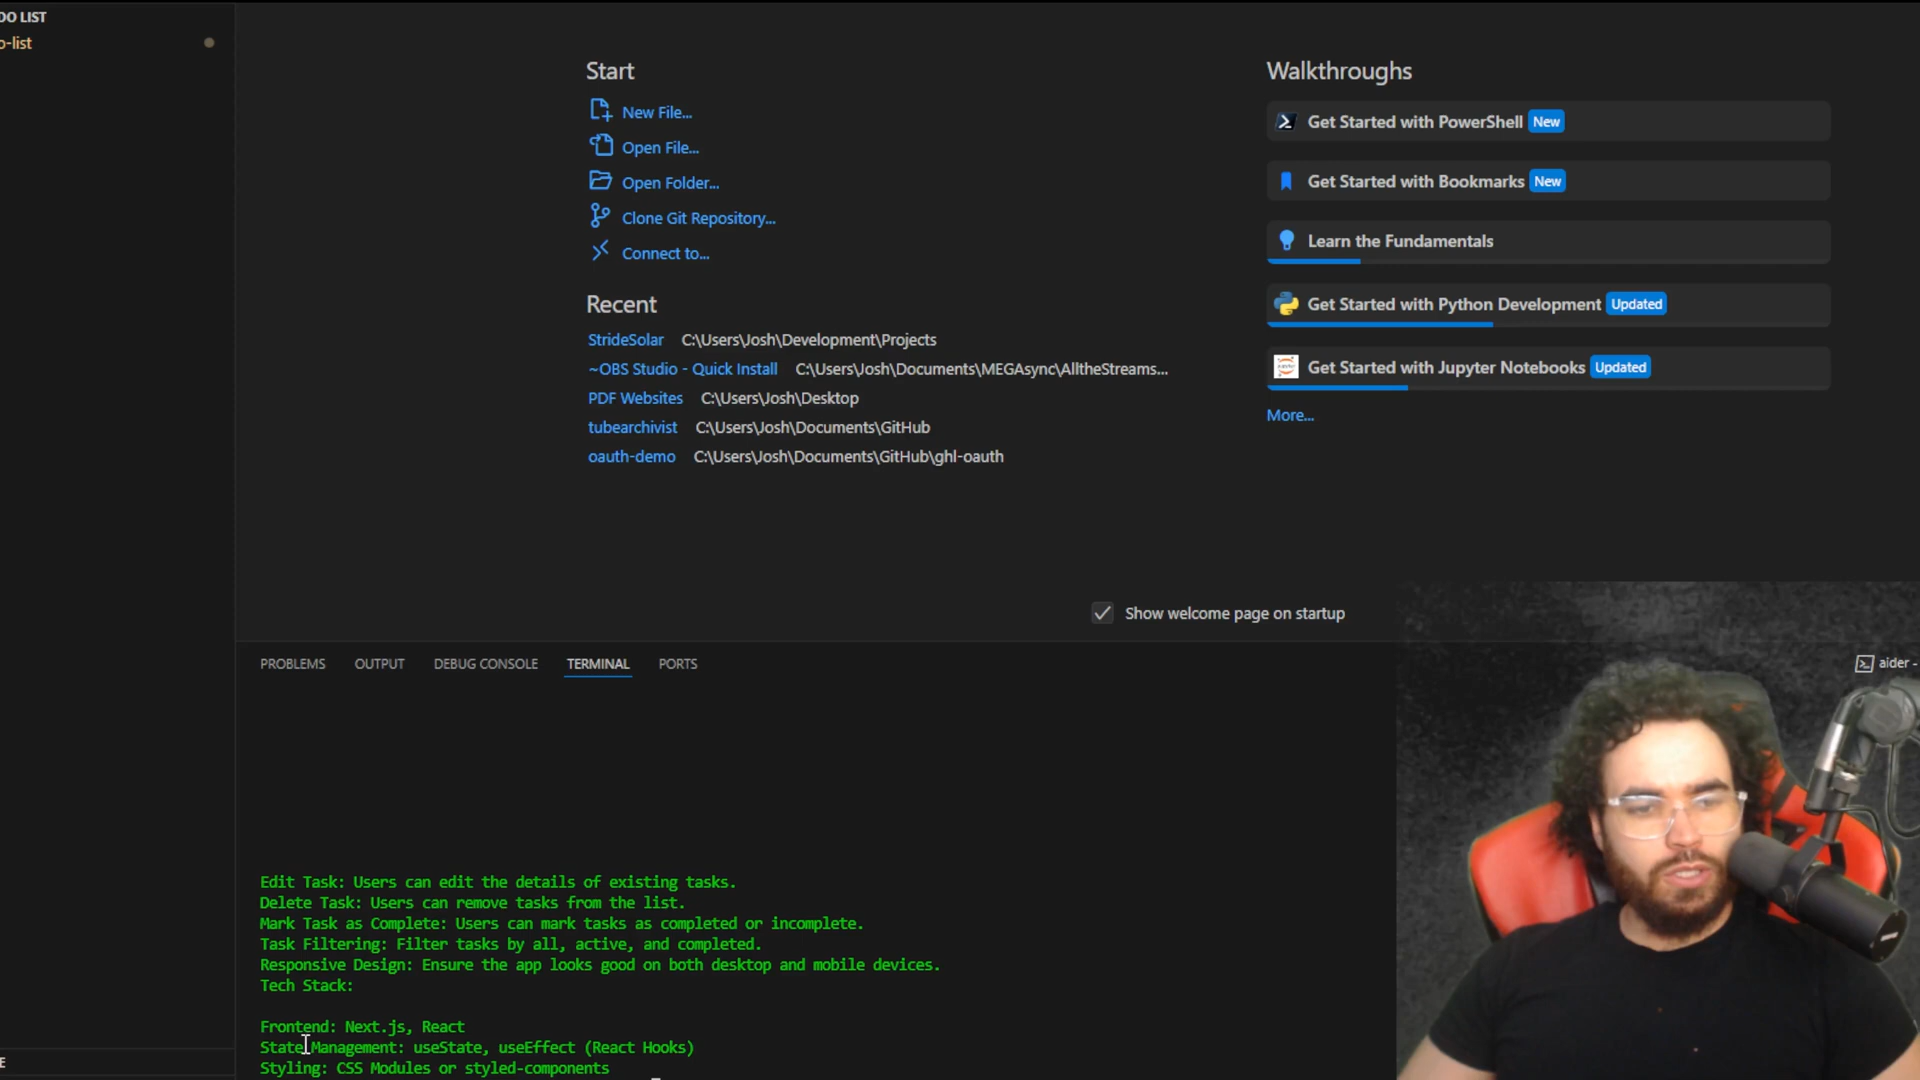 DO LIST
o-list
Start
New File...
Open File...
Open Folder...
Clone Git Repository...
Connect to...
Recent
StrideSolar C:\Users\Josh\Development\Projects
~OBS Studio - Quick Install C:\Users\Josh\Documents\MEGAsync\AlltheStreams...
PDF Websites C:\Users\Josh\Desktop
tubearchivist C:\Users\Josh\Documents\GitHub
oauth-demo C:\Users\Josh\Documents\GitHub\ghl-oauth
Walkthroughs
Get Started with PowerShell New
Get Started with Bookmarks New
Learn the Fundamentals
Get Started with Python Development Updated
Get Started with Jupyter Notebooks Updated
More...
Show welcome page on startup
PROBLEMS OUTPUT DEBUG CONSOLE TERMINAL PORTS
aider -
Edit Task: Users can edit the details of existing tasks.
Delete Task: Users can remove tasks from the list.
Mark Task as Complete: Users can mark tasks as completed or incomplete.
Task Filtering: Filter tasks by all, active, and completed.
Responsive Design: Ensure the app looks good on both desktop and mobile devices.
Tech Stack:
Frontend: Next.js, React
State Management: useState, useEffect (React Hooks)
Styling: CSS Modules or styled-components
E